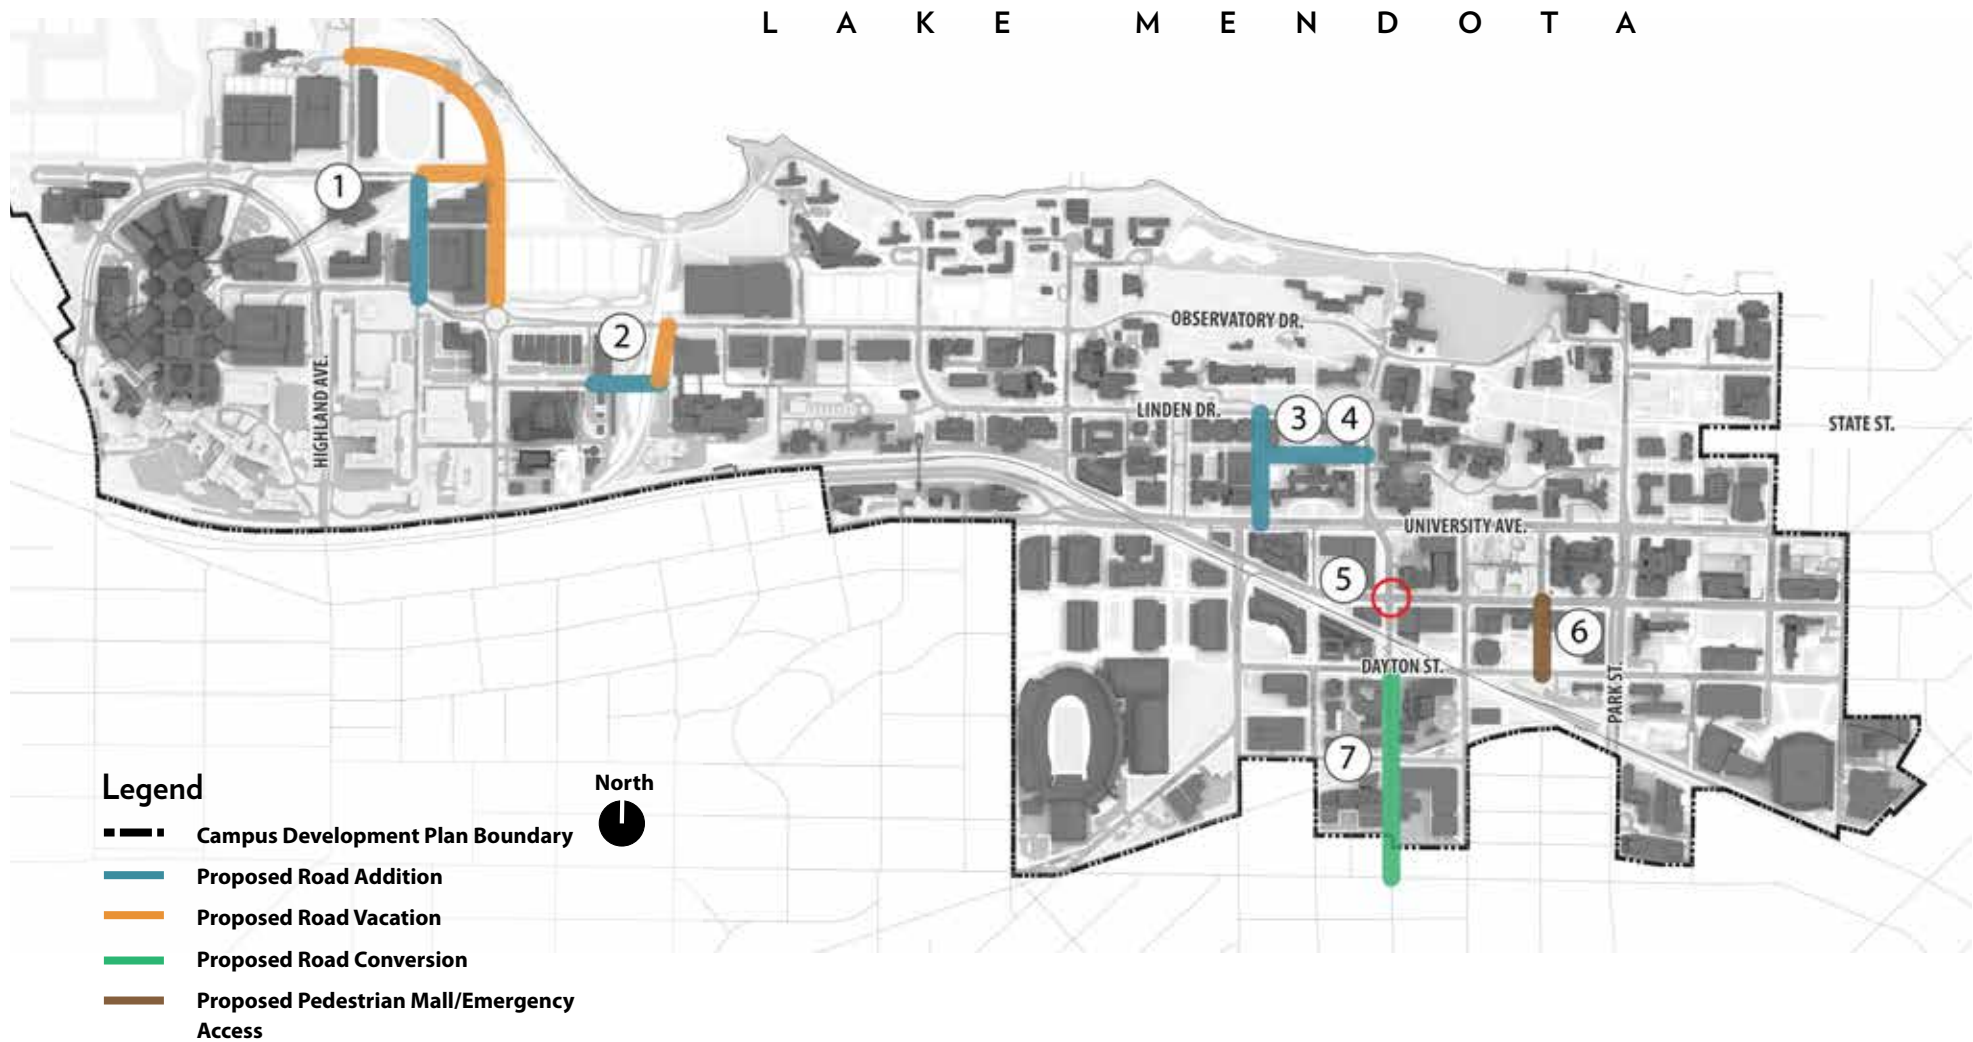 LAKE MENDOTA
1
2
OBSERVATORY DR.
HIGHLAND AVE.
LINDEN DR.
3
4
STATE ST.
UNIVERSITY AVE.
5
6
DAYTON ST.
PARK ST.
7
Legend
North
Campus Development Plan Boundary
Proposed Road Addition
Proposed Road Vacation
Proposed Road Conversion
Proposed Pedestrian Mall/Emergency
Access